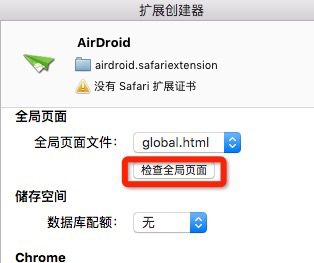 扩展创建器
AirDroid
airdroid.safariextension
没有 Safari 扩展证书
全局页面
全局页面文件： global.html
检查全局页面
储存空间
数据库配额： 无
Chrome